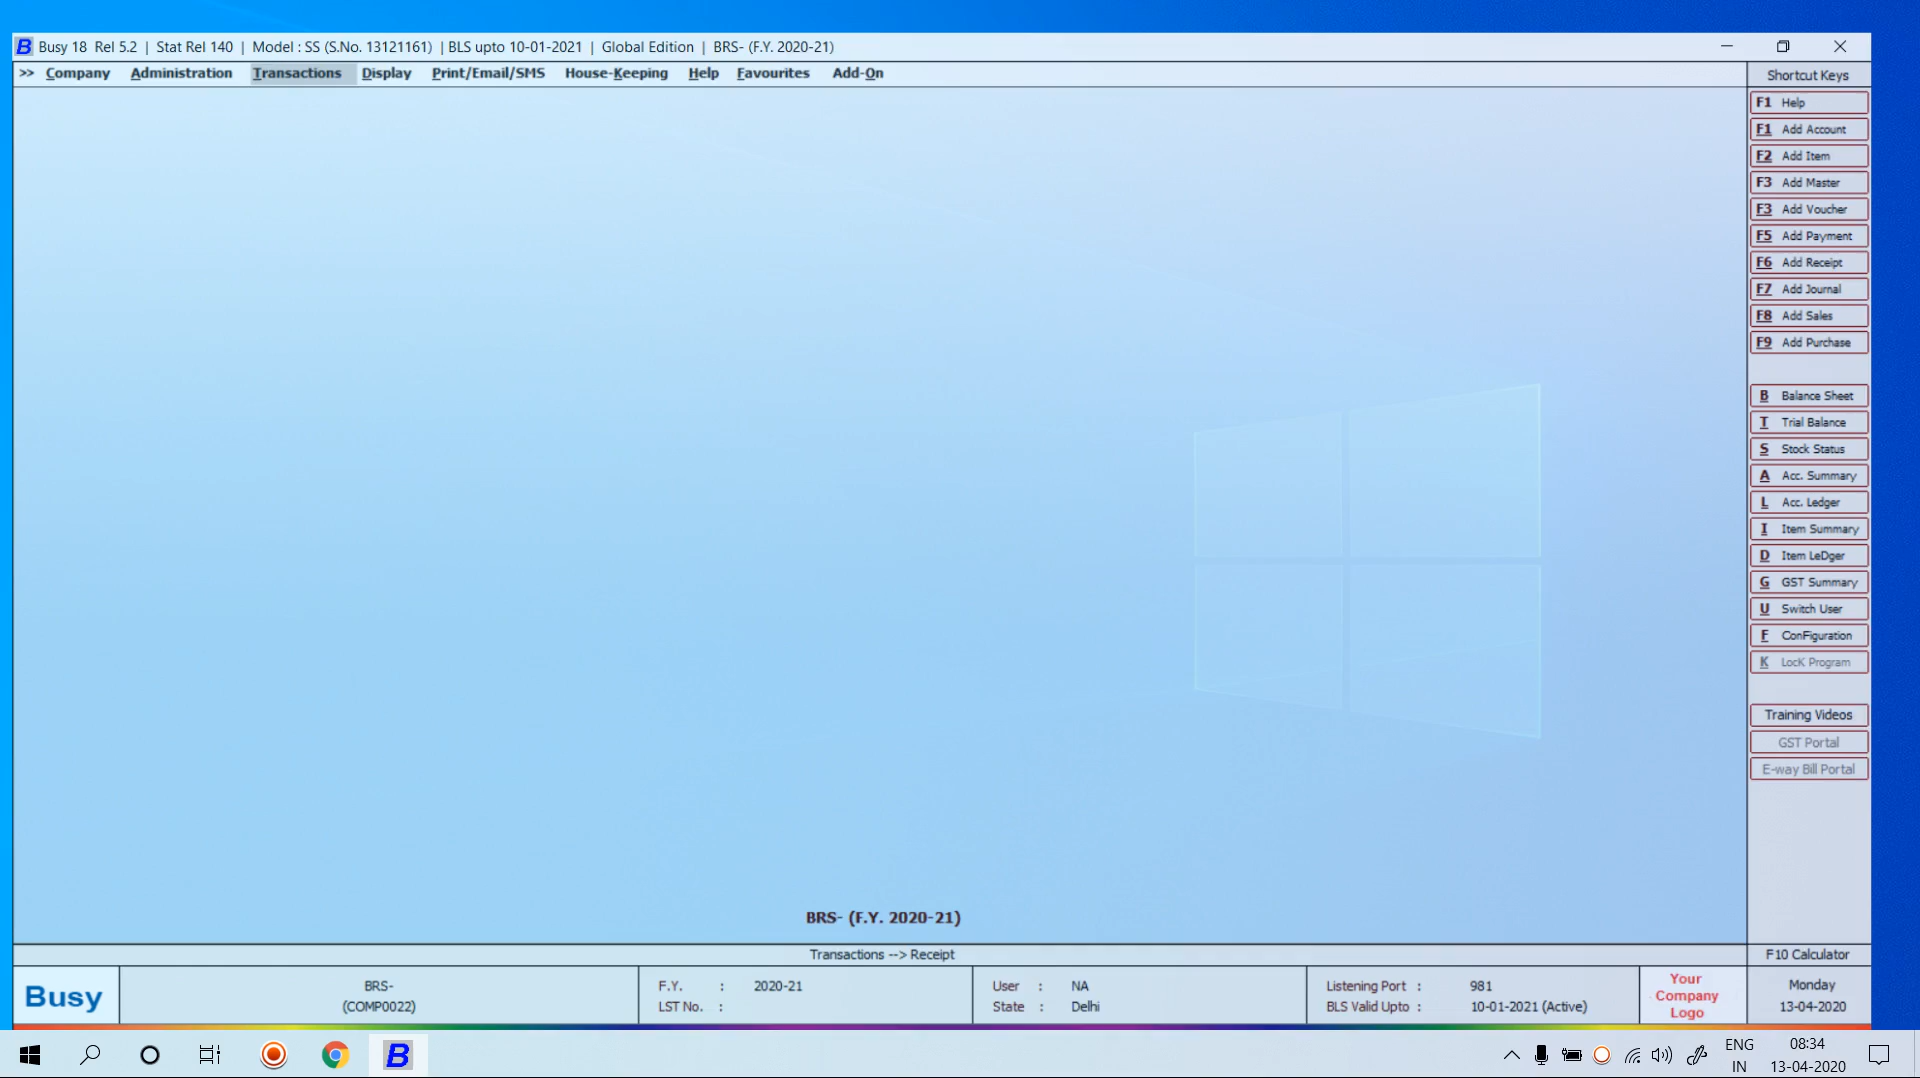 B Busy 18 Rel 5.2 | Stat Rel 140 | Model : SS (S.No. 13121161) | BLS upto 10-01-2021 | Global Edition | BRS- (F.Y. 2020-21)
>> Company Administration Transactions Display Print/Email/SMS House-Keeping Help Favourites Add-On
Shortcut Keys
F1 Help
F1 Add Account
F2 Add Item
F3 Add Master
F3 Add Voucher
F5 Add Payment
F6 Add Receipt
F7 Add Journal
F8 Add Sales
F9 Add Purchase
B Balance Sheet
T Trial Balance
S Stock Status
A Acc. Summary
L Acc. Ledger
I Item Summary
D Item LeDger
G GST Summary
U Switch User
F ConFiguration
K LocK Program
Training Videos
GST Portal
E-way Bill Portal
BRS- (F.Y. 2020-21)
Transactions --> Receipt
F10 Calculator
Busy
BRS-
(COMP0022)
F.Y. : 2020-21
LST No. :
User : NA
State : Delhi
Listening Port : 981
BLS Valid Upto : 10-01-2021 (Active)
Your
Company
Logo
Monday
13-04-2020
B
ENG
IN
08:34
13-04-2020